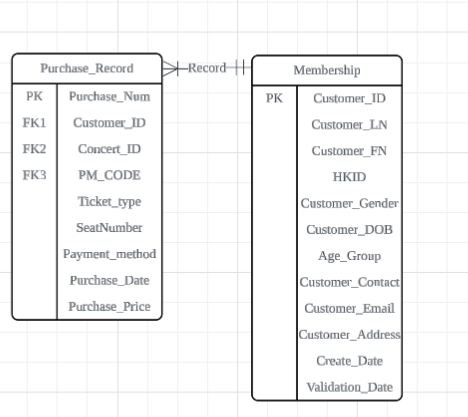 Purchase_Record
PK Purchase_Num
FK1 Customer_ID
FK2 Concert_ID
FK3 PM_CODE
Ticket_type
SeatNumber
Payment_method
Purchase_Date
Purchase_Price
Record
Membership
PK Customer_ID
Customer_LN
Customer_FN
HKID
Customer_Gender
Customer_DOB
Age_Group
Customer_Contact
Customer_Email
Customer_Address
Create_Date
Validation_Date